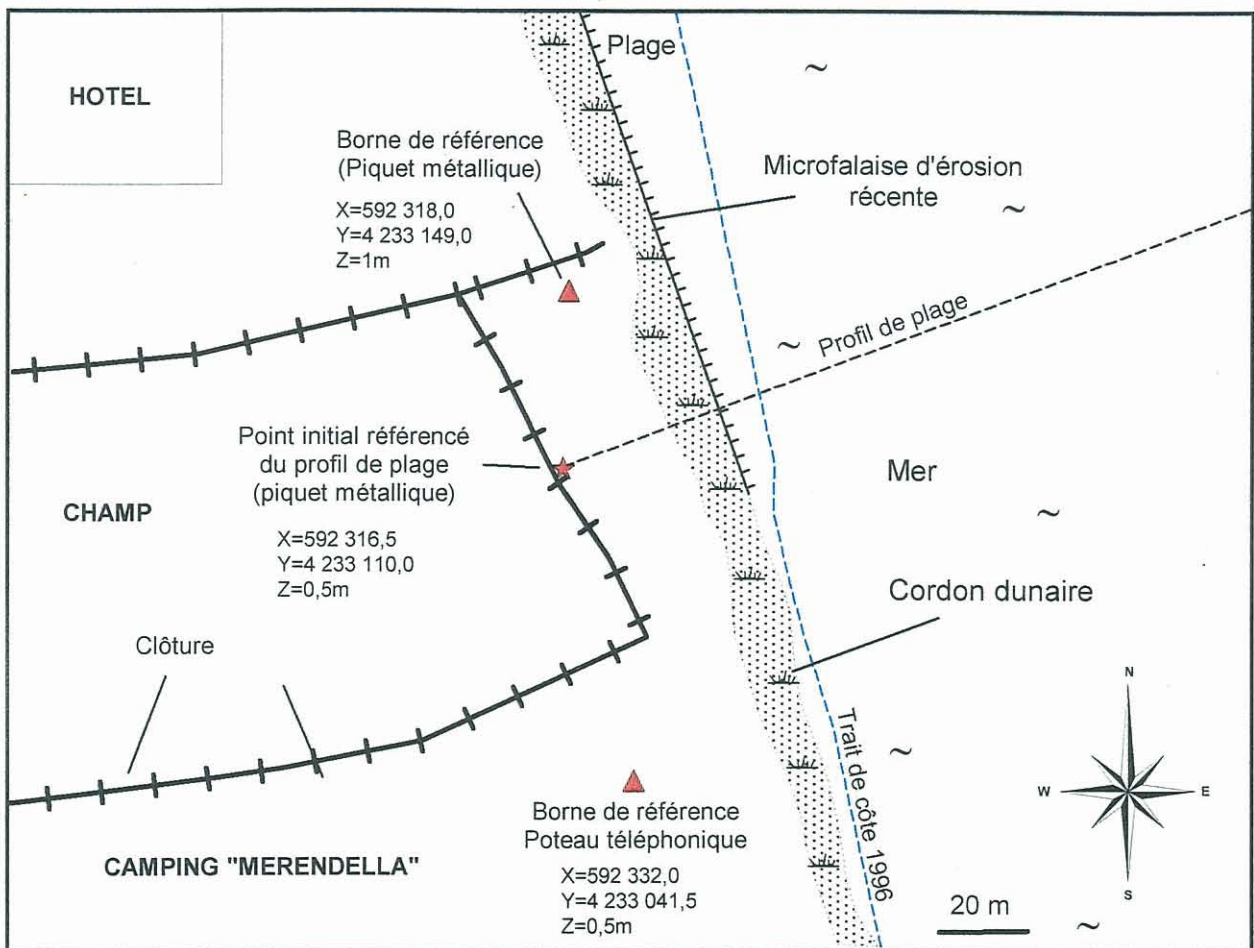 Plage
HOTEL
Borne de référence
(Piquet métallique)
X=592 318,0
Y=4 233 149,0
Z=1m
Microfalaise d'érosion
récente
Profil de plage
Point initial référencé
du profil de plage
(piquet métallique)
X=592 316,5
Y=4 233 110,0
Z=0,5m
CHAMP
Mer
Cordon dunaire
Clôture
Trait de côte 1996
N
W
E
S
Borne de référence
Poteau téléphonique
X=592 332,0
Y=4 233 041,5
Z=0,5m
CAMPING "MERENDELLA"
20 m